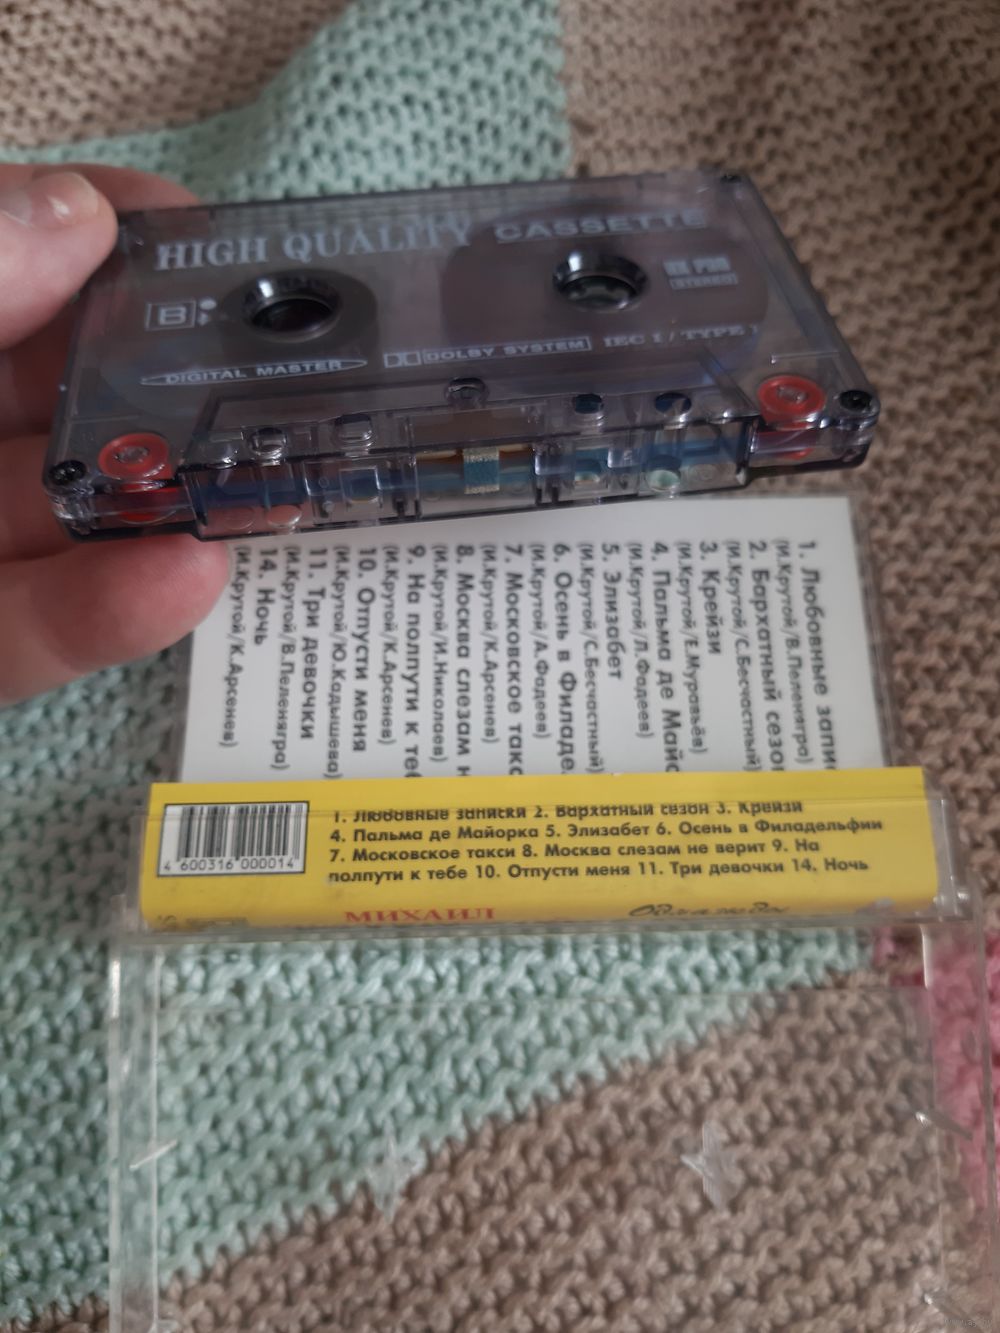 HIGH QUALITY CASSETTE
B
STEREO
DIGITAL MASTER
DOLBY SYSTEM IEC I / TYPE I
1. Любовные запис
(И.Крутой/В.Пеленягро)
2. Бархатный сезон
(И.Крутой/С.Бесчастный)
3. Крейзи
(И.Крутой/Е.Муравьёв)
4. Пальма де Майо
(И.Крутой/Л.Фадеев)
5. Элизабет
(И.Крутой/С.Бесчастный)
6. Осень в Филаде
(И.Крутой/А.Фадеев)
7. Московское такс
(И.Крутой/К.Арсенев)
8. Москва слезам н
(И.Крутой/И.Николаев)
9. На полпути к теб
(И.Крутой/К.Арсенев)
10. Отпусти меня
(И.Крутой/Ю.Кадышева)
11. Три девочки
(И.Крутой/В.Пеленягра)
14. Ночь
(И.Крутой/К.Арсенев)
1. Любовные записки 2. Бархатный сезон 3. Крейзи
4. Пальма де Майорка 5. Элизабет 6. Осень в Филадельфии
7. Московское такси 8. Москва слезам не верит 9. На
полпути к тебе 10. Отпусти меня 11. Три девочки 14. Ночь
4 600316 000014
МИХАИЛ